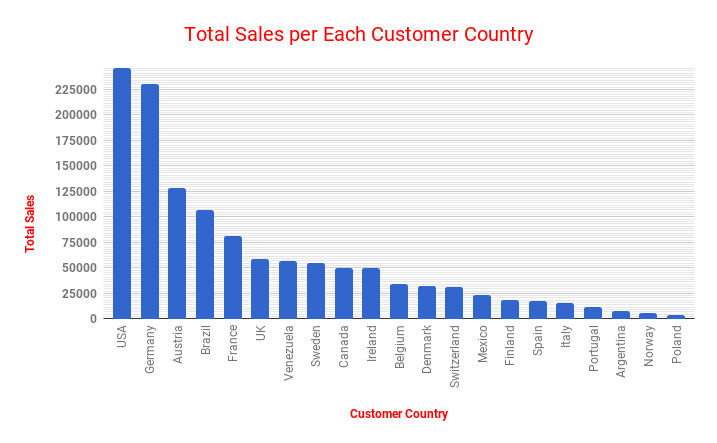 Total Sales per Each Customer Country
Total Sales
225000
200000
175000
150000
125000
100000
75000
50000
25000
0
USA
Germany
Austria
Brazil
France
UK
Venezuela
Sweden
Canada
Ireland
Belgium
Denmark
Switzerland
Mexico
Finland
Spain
Italy
Portugal
Argentina
Norway
Poland
Customer Country